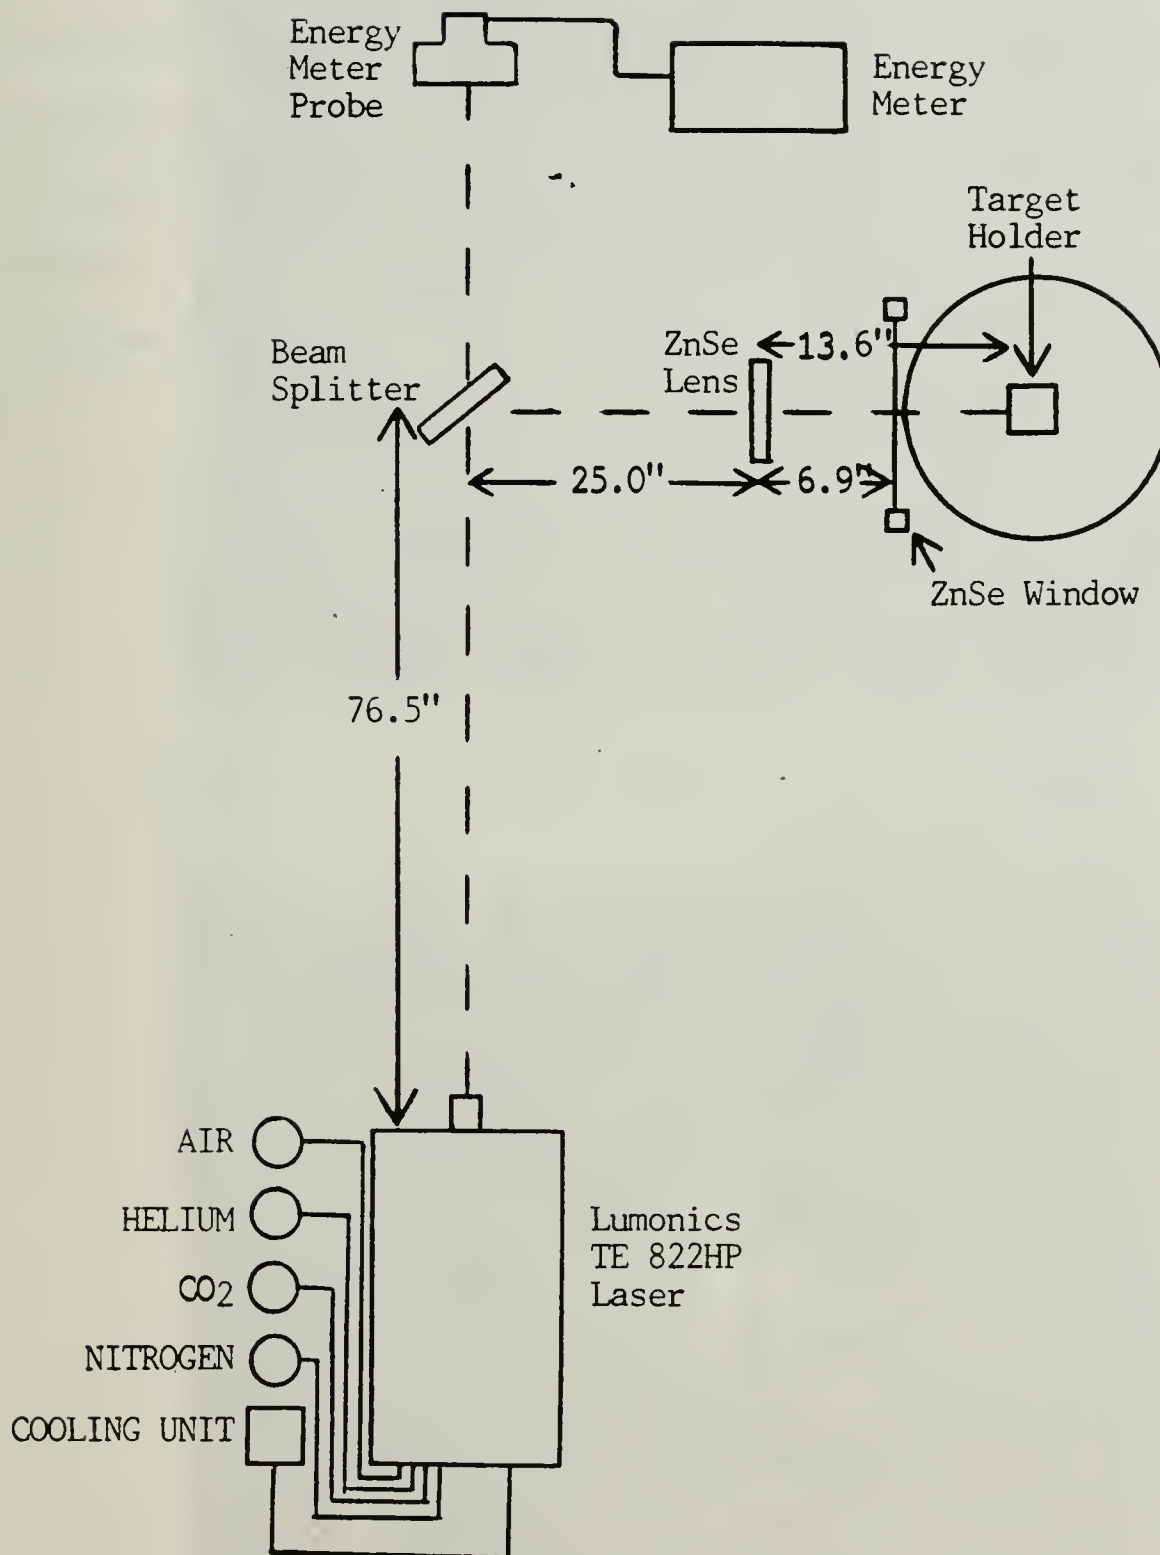 Energy
Meter
Probe
Energy
Meter
Target
Holder
Beam
Splitter
ZnSe
Lens
13.6"
25.0"
6.9"
ZnSe Window
76.5"
AIR
HELIUM
CO2
NITROGEN
COOLING UNIT
Lumonics
TE 822HP
Laser